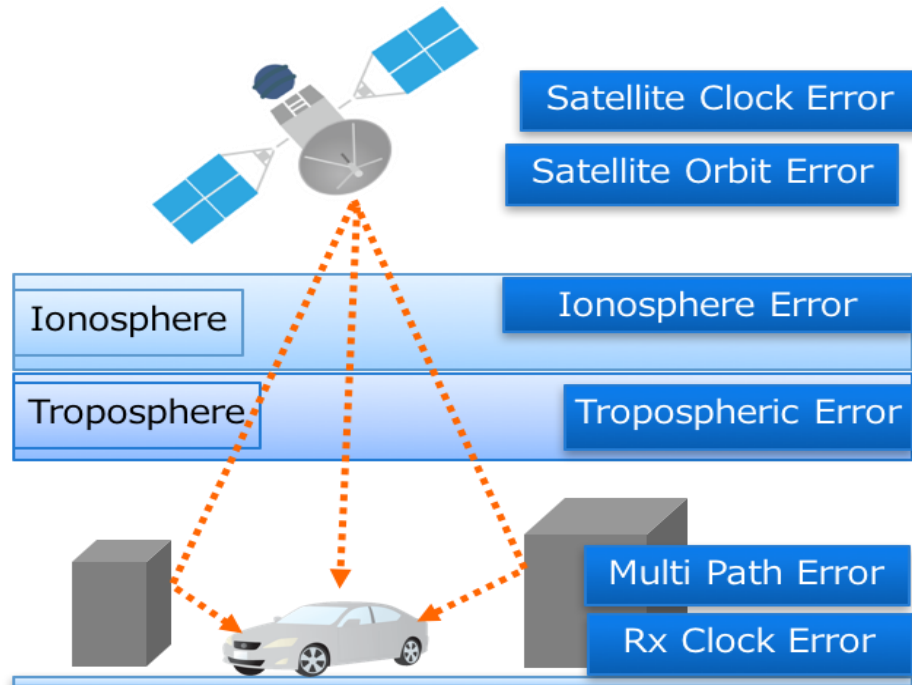 Satellite Clock Error
Satellite Orbit Error
Ionosphere
Ionosphere Error
Troposphere
Tropospheric Error
Multi Path Error
Rx Clock Error